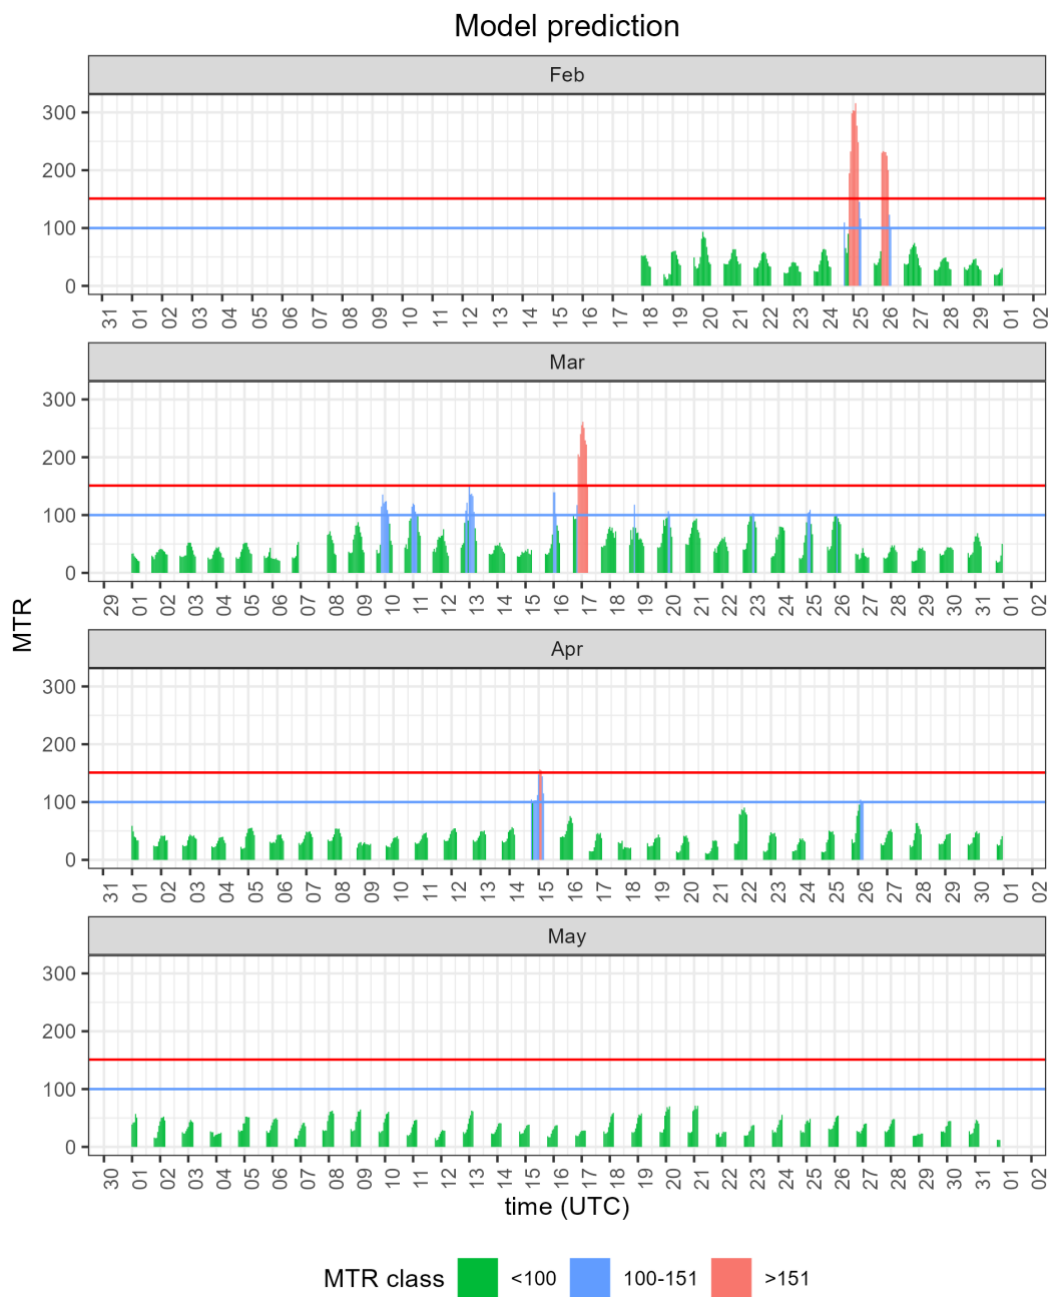 Model prediction
Feb
300
200
100
0
31 01 02 03 04 05 06 07 08 09 10 11 12 13 14 15 16 17 18 19 20 21 22 23 24 25 26 27 28 29 01 02
Mar
300
200
100
0
29 01 02 03 04 05 06 07 08 09 10 11 12 13 14 15 16 17 18 19 20 21 22 23 24 25 26 27 28 29 30 31 01 02
MTR
Apr
300
200
100
0
31 01 02 03 04 05 06 07 08 09 10 11 12 13 14 15 16 17 18 19 20 21 22 23 24 25 26 27 28 29 30 01 02
May
300
200
100
0
30 01 02 03 04 05 06 07 08 09 10 11 12 13 14 15 16 17 18 19 20 21 22 23 24 25 26 27 28 29 30 31 01 02
time (UTC)
MTR class <100 100-151 >151